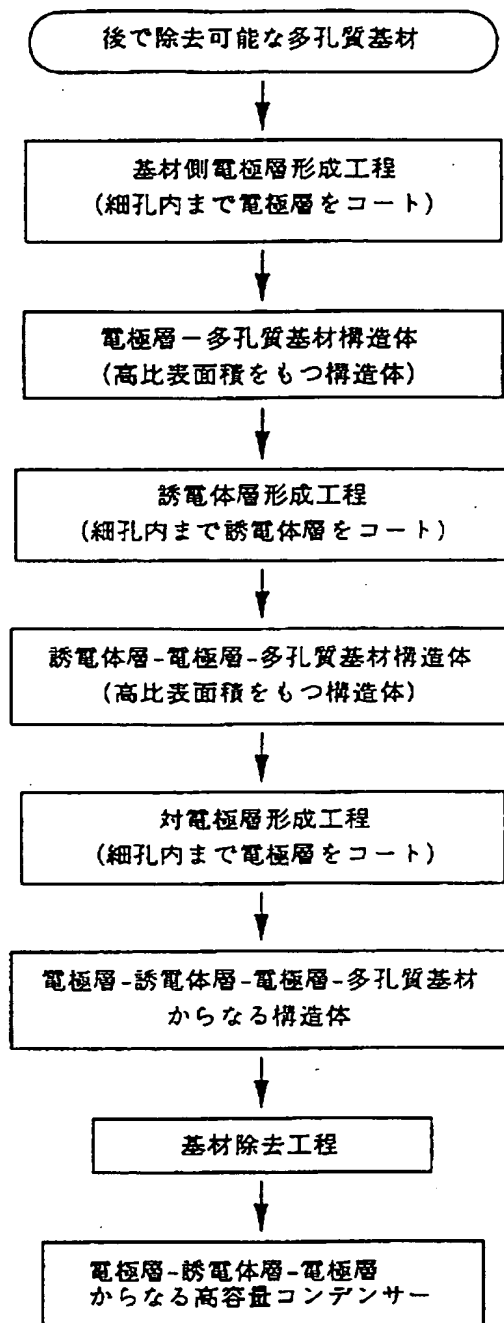 後で除去可能な多孔質基材
基材側電極層形成工程
(細孔内まで電極層をコート)
電極層－多孔質基材構造体
(高比表面積をもつ構造体)
誘電体層形成工程
(細孔内まで誘電体層をコート)
誘電体層-電極層-多孔質基材構造体
(高比表面積をもつ構造体)
対電極層形成工程
(細孔内まで電極層をコート)
電極層-誘電体層-電極層-多孔質基材
からなる構造体
基材除去工程
電極層-誘電体層-電極層
からなる高容量コンデンサー